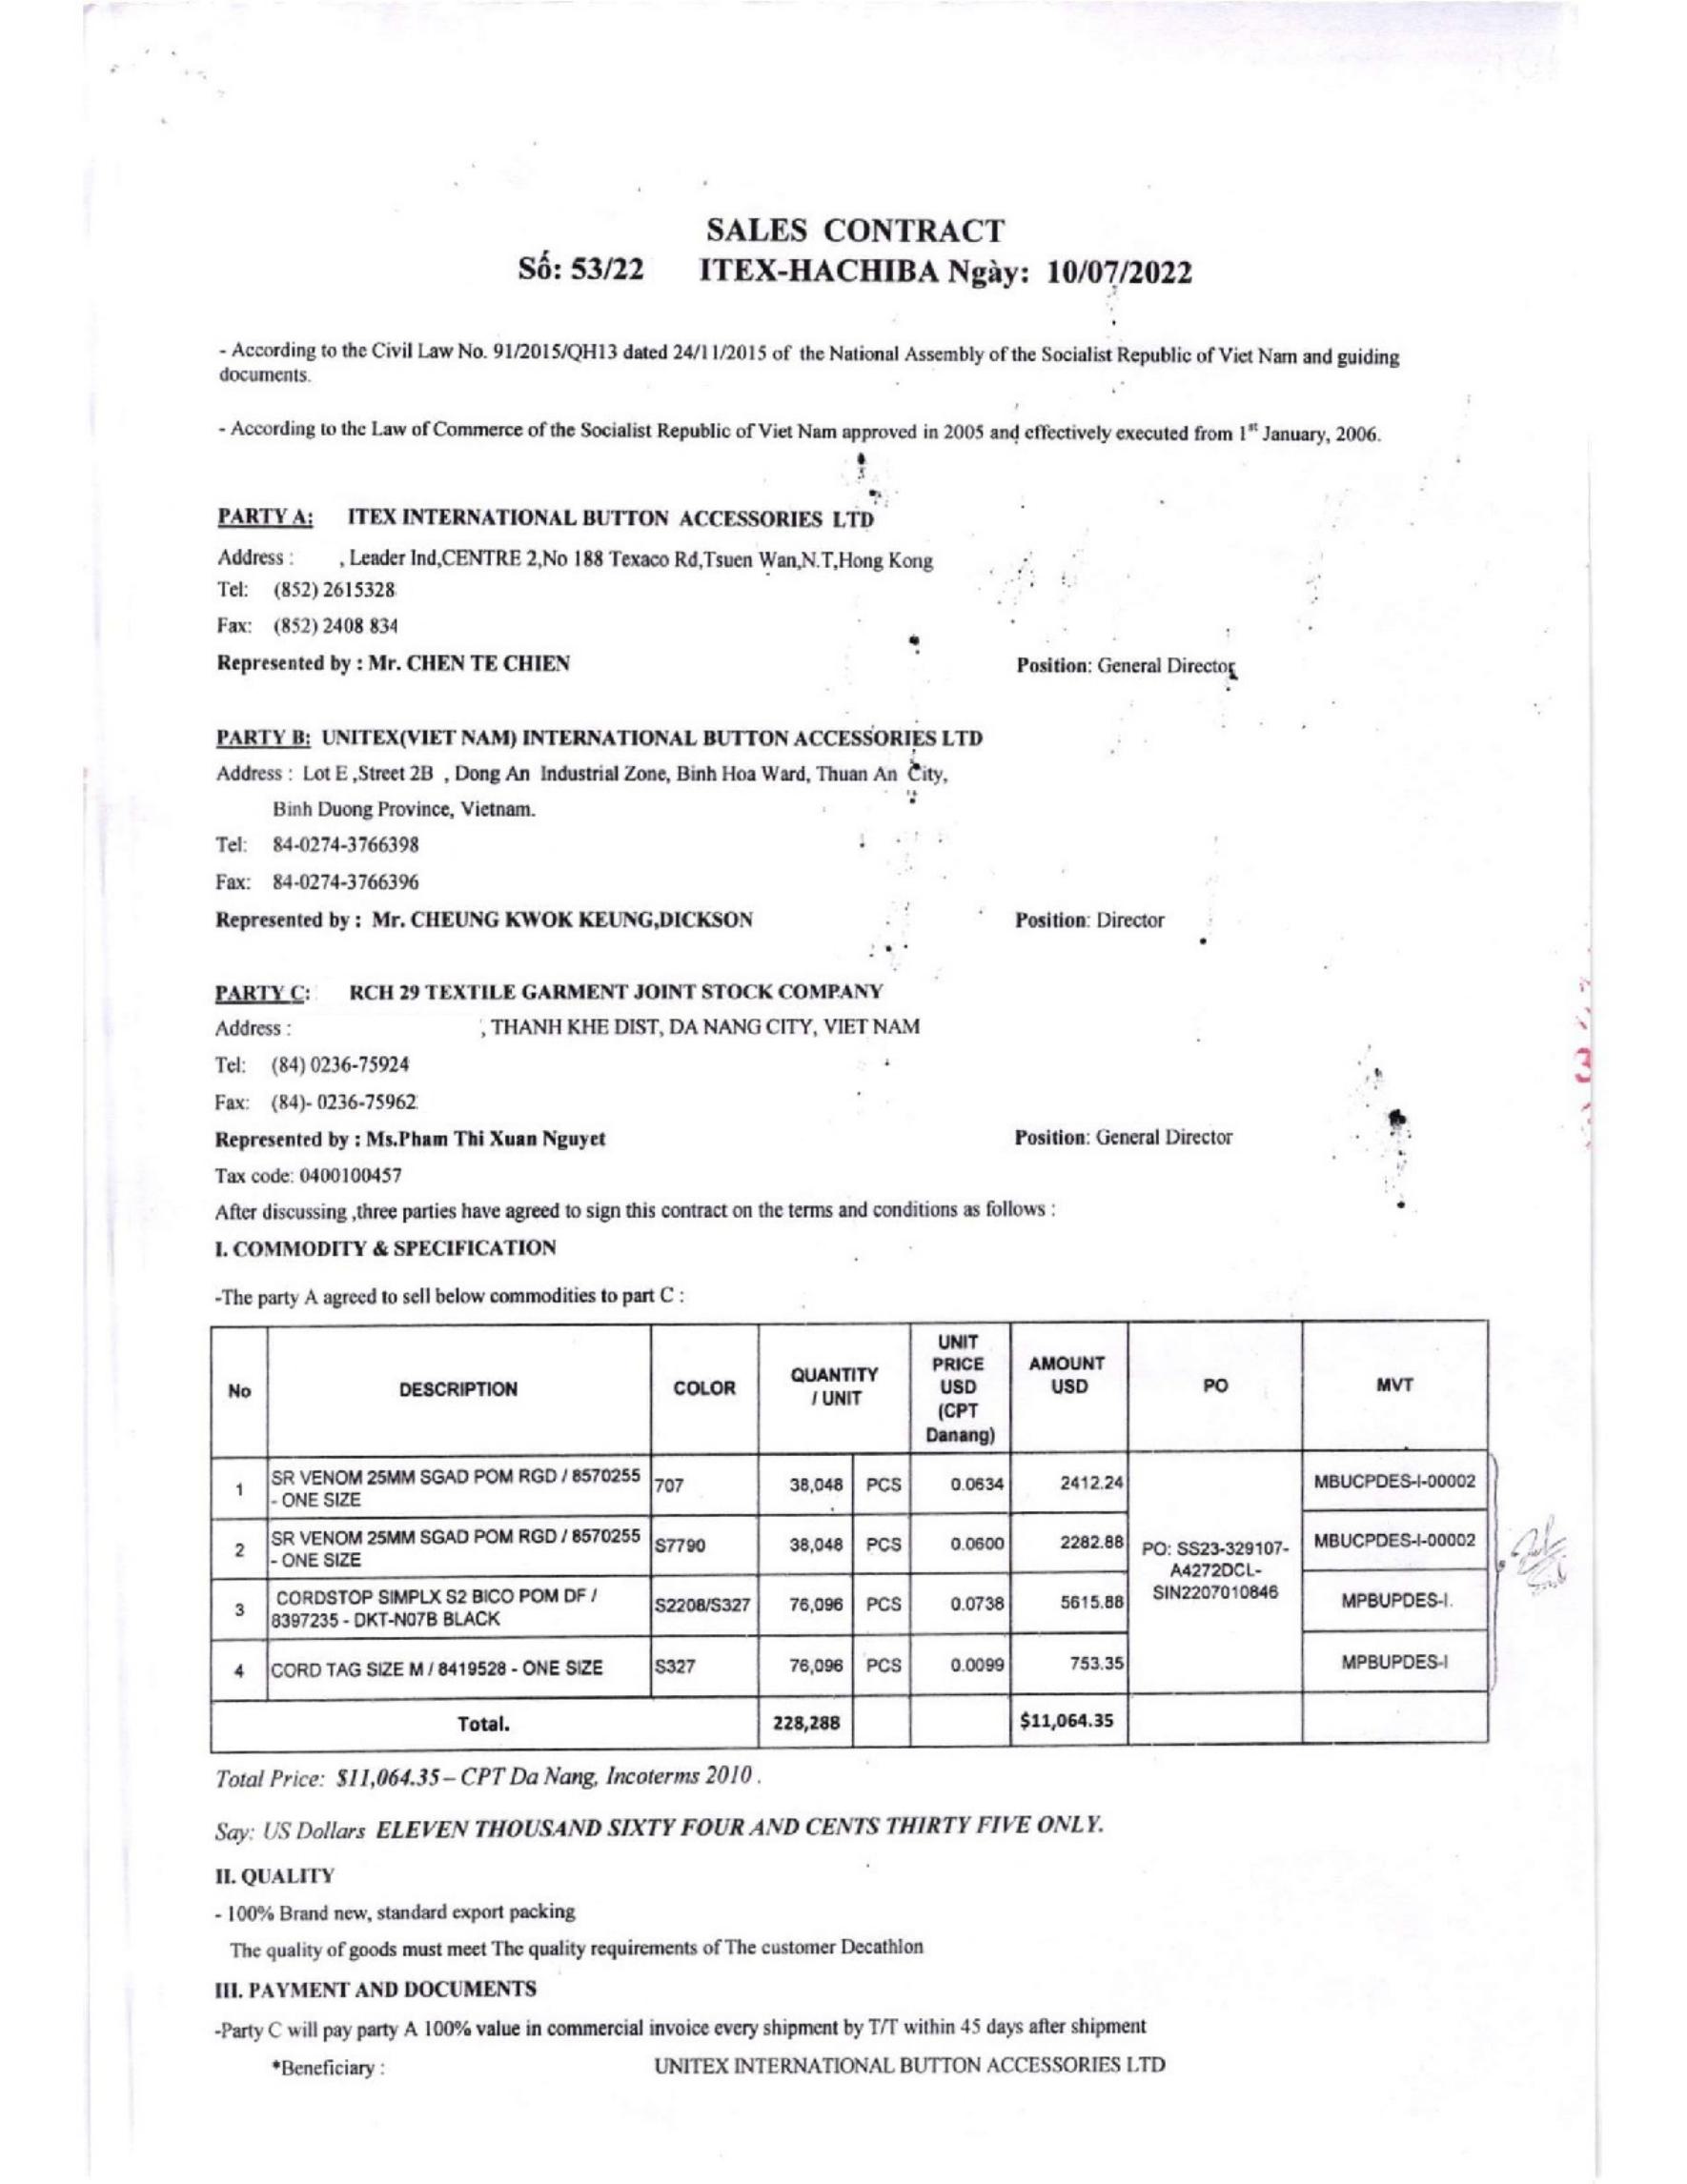 SALES CONTRACT
Số: 53/22 ITEX-HACHIBA Ngày: 10/07/2022
- According to the Civil Law No. 91/2015/QH13 dated 24/11/2015 of the National Assembly of the Socialist Republic of Viet Nam and guiding
documents.
- According to the Law of Commerce of the Socialist Republic of Viet Nam approved in 2005 and effectively executed from 1st January, 2006.
PARTY A: ITEX INTERNATIONAL BUTTON ACCESSORIES LTD
Address : , Leader Ind,CENTRE 2,No 188 Texaco Rd,Tsuen Wan,N.T,Hong Kong
Tel: (852) 2615328
Fax: (852) 2408 834
Represented by : Mr. CHEN TE CHIEN Position: General Director
PARTY B: UNITEX(VIET NAM) INTERNATIONAL BUTTON ACCESSORIES LTD
Address : Lot E ,Street 2B , Dong An Industrial Zone, Binh Hoa Ward, Thuan An City,
Binh Duong Province, Vietnam.
Tel: 84-0274-3766398
Fax: 84-0274-3766396
Represented by : Mr. CHEUNG KWOK KEUNG,DICKSON Position: Director
PARTY C: RCH 29 TEXTILE GARMENT JOINT STOCK COMPANY
Address : , THANH KHE DIST, DA NANG CITY, VIET NAM
Tel: (84) 0236-75924
Fax: (84)- 0236-75962
Represented by : Ms.Pham Thi Xuan Nguyet Position: General Director
Tax code: 0400100457
After discussing ,three parties have agreed to sign this contract on the terms and conditions as follows :
I. COMMODITY & SPECIFICATION
-The party A agreed to sell below commodities to part C :
No DESCRIPTION COLOR QUANTITY / UNIT UNIT PRICE USD (CPT Danang) AMOUNT USD PO MVT
1 SR VENOM 25MM SGAD POM RGD / 8570255 - ONE SIZE 707 38,048 PCS 0.0634 2412.24 MBUCPDES-I-00002
2 SR VENOM 25MM SGAD POM RGD / 8570255 - ONE SIZE S7790 38,048 PCS 0.0600 2282.88 MBUCPDES-I-00002
PO: SS23-329107-
A4272DCL-
SIN2207010846
3 CORDSTOP SIMPLX S2 BICO POM DF / 8397235 - DKT-N07B BLACK S2208/S327 76,096 PCS 0.0738 5615.88 MPBUPDES-I.
4 CORD TAG SIZE M / 8419528 - ONE SIZE S327 76,096 PCS 0.0099 753.35 MPBUPDES-I
Total. 228,288 $11,064.35
Total Price: $11,064.35 – CPT Da Nang, Incoterms 2010 .
Say: US Dollars ELEVEN THOUSAND SIXTY FOUR AND CENTS THIRTY FIVE ONLY.
II. QUALITY
- 100% Brand new, standard export packing
The quality of goods must meet The quality requirements of The customer Decathlon
III. PAYMENT AND DOCUMENTS
-Party C will pay party A 100% value in commercial invoice every shipment by T/T within 45 days after shipment
*Beneficiary : UNITEX INTERNATIONAL BUTTON ACCESSORIES LTD